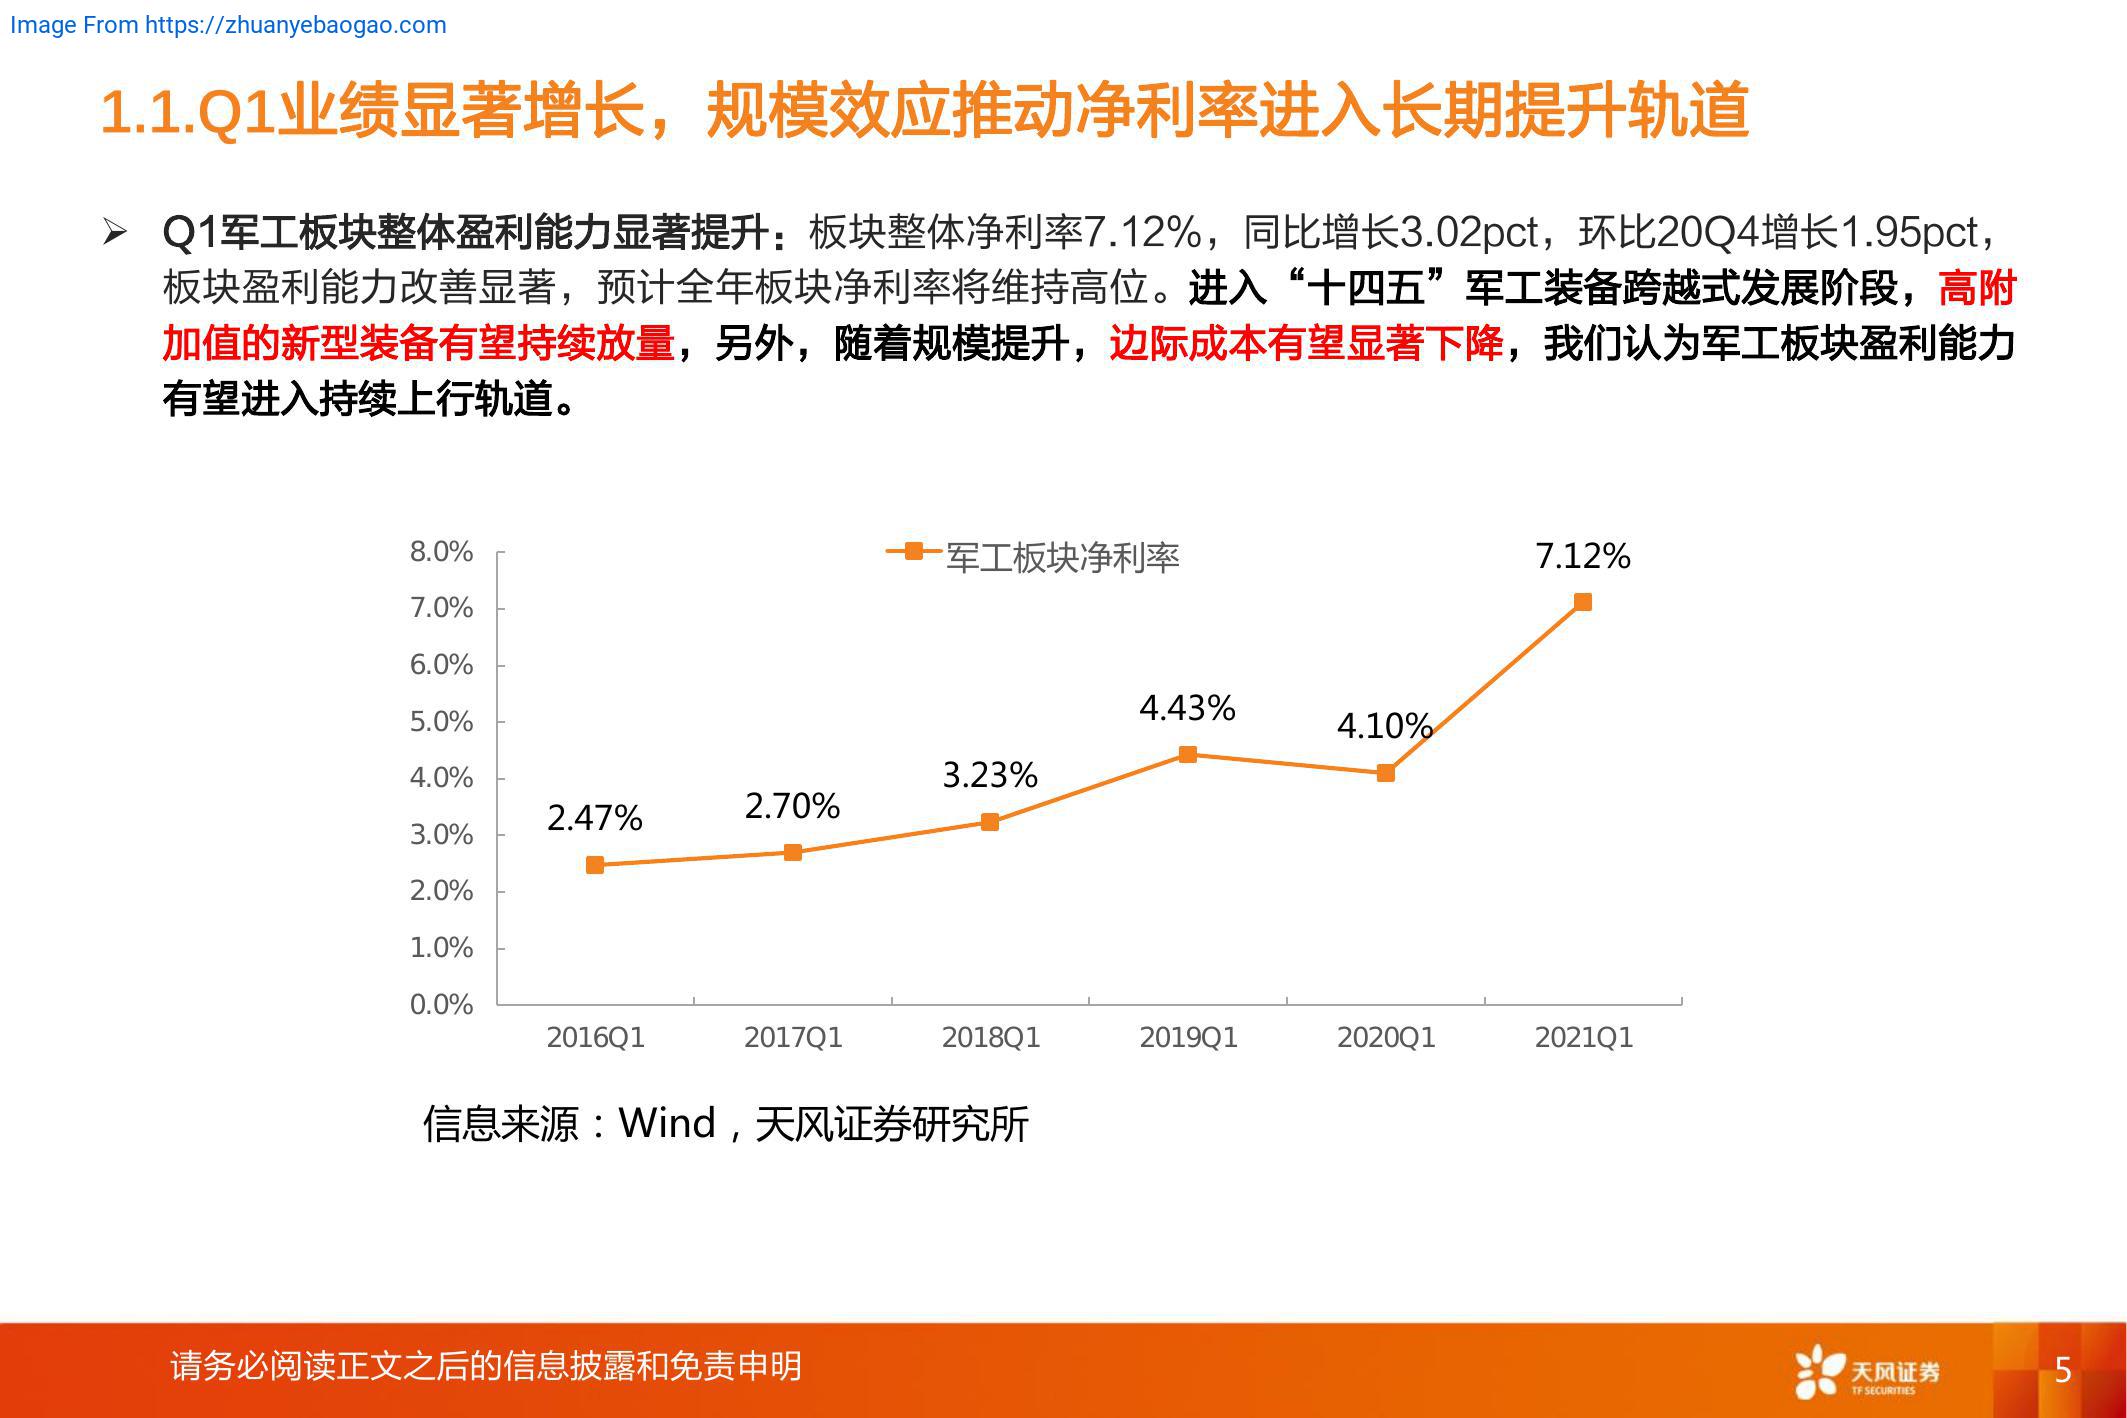 Image From https://zhuanyebaogao.com
1.1.Q1业绩显著增长，规模效应推动净利率进入长期提升轨道
➢ Q1军工板块整体盈利能力显著提升：板块整体净利率7.12%，同比增长3.02pct，环比20Q4增长1.95pct，
板块盈利能力改善显著，预计全年板块净利率将维持高位。进入“十四五”军工装备跨越式发展阶段，高附
加值的新型装备有望持续放量，另外，随着规模提升，边际成本有望显著下降，我们认为军工板块盈利能力
有望进入持续上行轨道。
军工板块净利率
8.0%
7.0%
6.0%
5.0%
4.0%
3.0%
2.0%
1.0%
0.0%
2.47%
2.70%
3.23%
4.43%
4.10%
7.12%
2016Q1 2017Q1 2018Q1 2019Q1 2020Q1 2021Q1
信息来源：Wind，天风证券研究所
请务必阅读正文之后的信息披露和免责申明
天风证券
TF SECURITIES
5